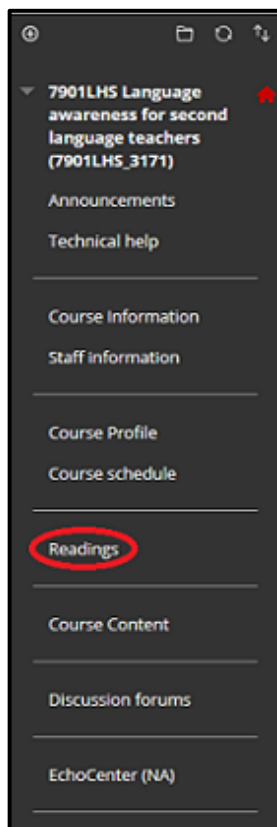 7901LHS Language
awareness for second
language teachers
(7901LHS_3171)
Announcements
Technical help
Course Information
Staff information
Course Profile
Course schedule
Readings
Course Content
Discussion forums
EchoCenter (NA)